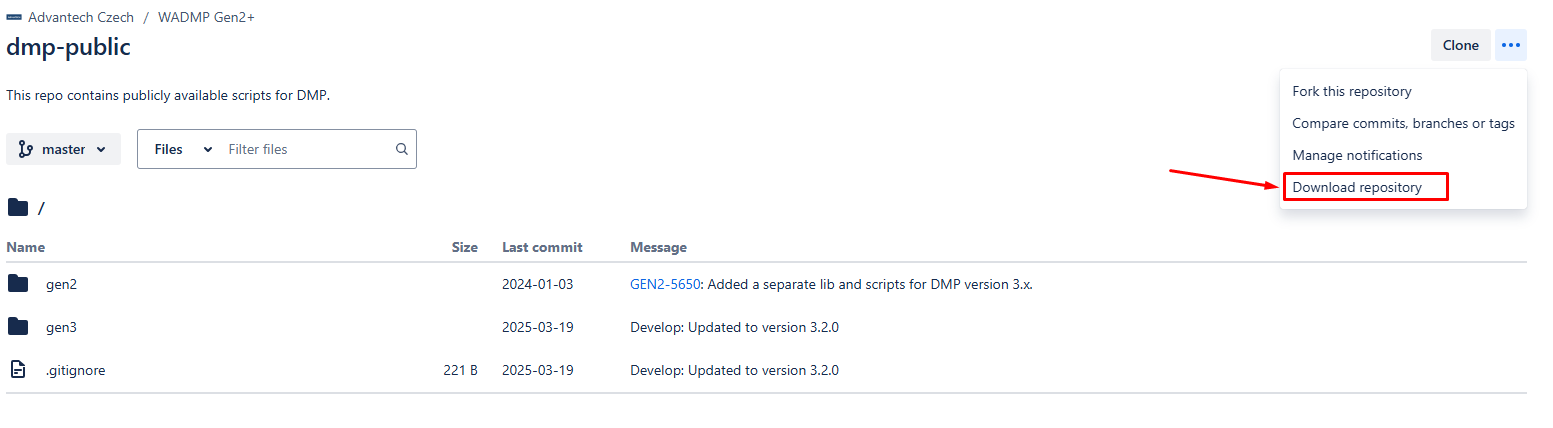 Advantech Czech / WADMP Gen2+
dmp-public
Clone
This repo contains publicly available scripts for DMP.
Fork this repository
Compare commits, branches or tags
Manage notifications
Download repository
master
Files
Filter files
/
Name Size Last commit Message
gen2 2024-01-03 GEN2-5650: Added a separate lib and scripts for DMP version 3.x.
gen3 2025-03-19 Develop: Updated to version 3.2.0
.gitignore 221 B 2025-03-19 Develop: Updated to version 3.2.0